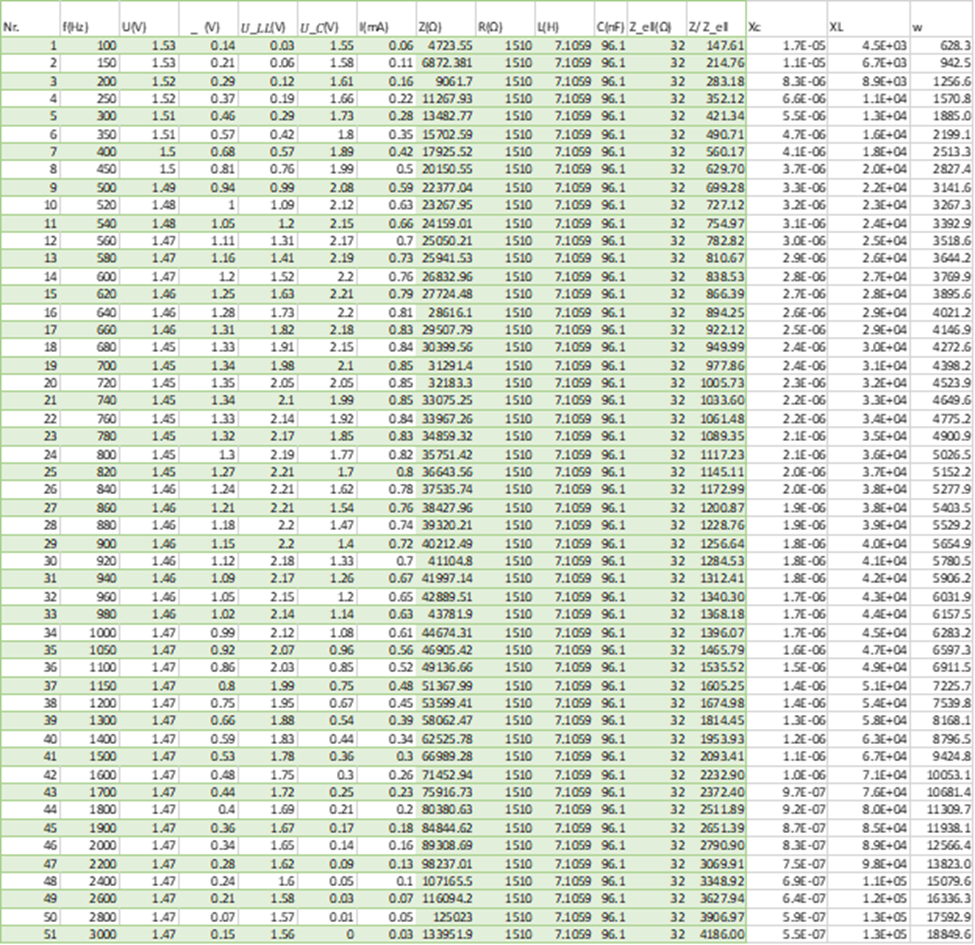 Nr. f(Hz) U(V) _ (V) U_LL(V) U_C(V) I(mA) Z(Ω) R(Ω) L(H) C(nF) Z_ell(Ω) Z/ Z_ell Xc XL w
1 100 1.53 0.14 0.03 1.55 0.06 4723.55 1510 7.1059 96.1 32 147.61 1.7E-05 4.5E+03 628.3
2 150 1.53 0.21 0.06 1.58 0.11 6872.381 1510 7.1059 96.1 32 214.76 1.1E-05 6.7E+03 942.5
3 200 1.52 0.29 0.12 1.61 0.16 9061.7 1510 7.1059 96.1 32 283.18 8.3E-06 8.9E+03 1256.6
4 250 1.52 0.37 0.19 1.66 0.22 11267.93 1510 7.1059 96.1 32 352.12 6.6E-06 1.1E+04 1570.8
5 300 1.51 0.46 0.29 1.73 0.28 13482.77 1510 7.1059 96.1 32 421.34 5.5E-06 1.3E+04 1885.0
6 350 1.51 0.57 0.42 1.8 0.35 15702.59 1510 7.1059 96.1 32 490.71 4.7E-06 1.6E+04 2199.1
7 400 1.5 0.68 0.57 1.89 0.42 17925.52 1510 7.1059 96.1 32 560.17 4.1E-06 1.8E+04 2513.3
8 450 1.5 0.81 0.76 1.99 0.5 20150.55 1510 7.1059 96.1 32 629.70 3.7E-06 2.0E+04 2827.4
9 500 1.49 0.94 0.99 2.08 0.59 22377.04 1510 7.1059 96.1 32 699.28 3.3E-06 2.2E+04 3141.6
10 520 1.48 1 1.09 2.12 0.63 23267.95 1510 7.1059 96.1 32 727.12 3.2E-06 2.3E+04 3267.3
11 540 1.48 1.05 1.2 2.15 0.66 24159.01 1510 7.1059 96.1 32 754.97 3.1E-06 2.4E+04 3392.9
12 560 1.47 1.11 1.31 2.17 0.7 25050.21 1510 7.1059 96.1 32 782.82 3.0E-06 2.5E+04 3518.6
13 580 1.47 1.16 1.41 2.19 0.73 25941.53 1510 7.1059 96.1 32 810.67 2.9E-06 2.6E+04 3644.2
14 600 1.47 1.2 1.52 2.2 0.76 26832.96 1510 7.1059 96.1 32 838.53 2.8E-06 2.7E+04 3769.9
15 620 1.46 1.25 1.63 2.21 0.79 27724.48 1510 7.1059 96.1 32 866.39 2.7E-06 2.8E+04 3895.6
16 640 1.46 1.28 1.73 2.2 0.81 28616.1 1510 7.1059 96.1 32 894.25 2.6E-06 2.9E+04 4021.2
17 660 1.46 1.31 1.82 2.18 0.83 29507.79 1510 7.1059 96.1 32 922.12 2.5E-06 2.9E+04 4146.9
18 680 1.45 1.33 1.91 2.15 0.84 30399.56 1510 7.1059 96.1 32 949.99 2.4E-06 3.0E+04 4272.6
19 700 1.45 1.34 1.98 2.1 0.85 31291.4 1510 7.1059 96.1 32 977.86 2.4E-06 3.1E+04 4398.2
20 720 1.45 1.35 2.05 2.05 0.85 32183.3 1510 7.1059 96.1 32 1005.73 2.3E-06 3.2E+04 4523.9
21 740 1.45 1.34 2.1 1.99 0.84 33075.25 1510 7.1059 96.1 32 1033.60 2.2E-06 3.3E+04 4649.6
22 760 1.45 1.33 2.14 1.92 0.84 33967.26 1510 7.1059 96.1 32 1061.48 2.2E-06 3.4E+04 4775.2
23 780 1.45 1.32 2.17 1.85 0.83 34859.32 1510 7.1059 96.1 32 1089.35 2.1E-06 3.5E+04 4900.9
24 800 1.45 1.3 2.19 1.77 0.82 35751.42 1510 7.1059 96.1 32 1117.23 2.1E-06 3.6E+04 5026.5
25 820 1.45 1.27 2.21 1.7 0.8 36643.56 1510 7.1059 96.1 32 1145.11 2.0E-06 3.7E+04 5152.2
26 840 1.46 1.24 2.21 1.62 0.78 37535.74 1510 7.1059 96.1 32 1172.99 2.0E-06 3.8E+04 5277.9
27 860 1.46 1.21 2.21 1.54 0.76 38427.96 1510 7.1059 96.1 32 1200.87 1.9E-06 3.8E+04 5403.5
28 880 1.46 1.18 2.2 1.47 0.74 39320.21 1510 7.1059 96.1 32 1228.76 1.9E-06 3.9E+04 5529.2
29 900 1.46 1.15 2.2 1.4 0.72 40212.49 1510 7.1059 96.1 32 1256.64 1.8E-06 4.0E+04 5654.9
30 920 1.46 1.12 2.18 1.33 0.7 41104.8 1510 7.1059 96.1 32 1284.53 1.8E-06 4.1E+04 5780.5
31 940 1.46 1.09 2.17 1.26 0.67 41997.14 1510 7.1059 96.1 32 1312.41 1.8E-06 4.2E+04 5906.2
32 960 1.46 1.05 2.15 1.2 0.65 42889.51 1510 7.1059 96.1 32 1340.30 1.7E-06 4.3E+04 6031.9
33 980 1.46 1.02 2.14 1.14 0.63 43781.9 1510 7.1059 96.1 32 1368.18 1.7E-06 4.4E+04 6157.5
34 1000 1.47 0.99 2.12 1.08 0.61 44674.31 1510 7.1059 96.1 32 1396.07 1.7E-06 4.5E+04 6283.2
35 1050 1.47 0.92 2.07 0.96 0.56 46905.42 1510 7.1059 96.1 32 1465.79 1.6E-06 4.7E+04 6597.3
36 1100 1.47 0.86 2.03 0.85 0.52 49136.66 1510 7.1059 96.1 32 1535.52 1.5E-06 4.9E+04 6911.5
37 1150 1.47 0.8 1.99 0.75 0.48 51367.99 1510 7.1059 96.1 32 1605.25 1.4E-06 5.1E+04 7225.7
38 1200 1.47 0.75 1.95 0.67 0.45 53599.41 1510 7.1059 96.1 32 1674.98 1.4E-06 5.4E+04 7539.8
39 1300 1.47 0.66 1.88 0.54 0.39 58062.47 1510 7.1059 96.1 32 1814.45 1.3E-06 5.8E+04 8168.1
40 1400 1.47 0.59 1.83 0.44 0.34 62525.78 1510 7.1059 96.1 32 1953.93 1.2E-06 6.3E+04 8796.5
41 1500 1.47 0.53 1.78 0.36 0.3 66989.28 1510 7.1059 96.1 32 2093.41 1.1E-06 6.7E+04 9424.8
42 1600 1.47 0.48 1.75 0.3 0.26 71452.94 1510 7.1059 96.1 32 2232.90 1.0E-06 7.1E+04 10053.1
43 1700 1.47 0.44 1.72 0.25 0.23 75916.73 1510 7.1059 96.1 32 2372.40 9.7E-07 7.6E+04 10681.4
44 1800 1.47 0.4 1.69 0.21 0.2 80380.63 1510 7.1059 96.1 32 2511.89 9.2E-07 8.0E+04 11309.7
45 1900 1.47 0.36 1.67 0.17 0.18 84844.62 1510 7.1059 96.1 32 2651.39 8.7E-07 8.5E+04 11938.1
46 2000 1.47 0.34 1.65 0.14 0.16 89308.69 1510 7.1059 96.1 32 2790.90 8.3E-07 8.9E+04 12566.4
47 2200 1.47 0.28 1.62 0.09 0.13 98237.01 1510 7.1059 96.1 32 3069.91 7.5E-07 9.8E+04 13823.0
48 2400 1.47 0.24 1.6 0.05 0.1 107165.5 1510 7.1059 96.1 32 3348.92 6.9E-07 1.1E+05 15079.6
49 2600 1.47 0.21 1.58 0.03 0.07 116094.2 1510 7.1059 96.1 32 3627.94 6.4E-07 1.2E+05 16336.3
50 2800 1.47 0.07 1.57 0.01 0.05 125023 1510 7.1059 96.1 32 3906.97 5.9E-07 1.3E+05 17592.9
51 3000 1.47 0.15 1.56 0 0.03 133951.9 1510 7.1059 96.1 32 4186.00 5.5E-07 1.3E+05 18849.6